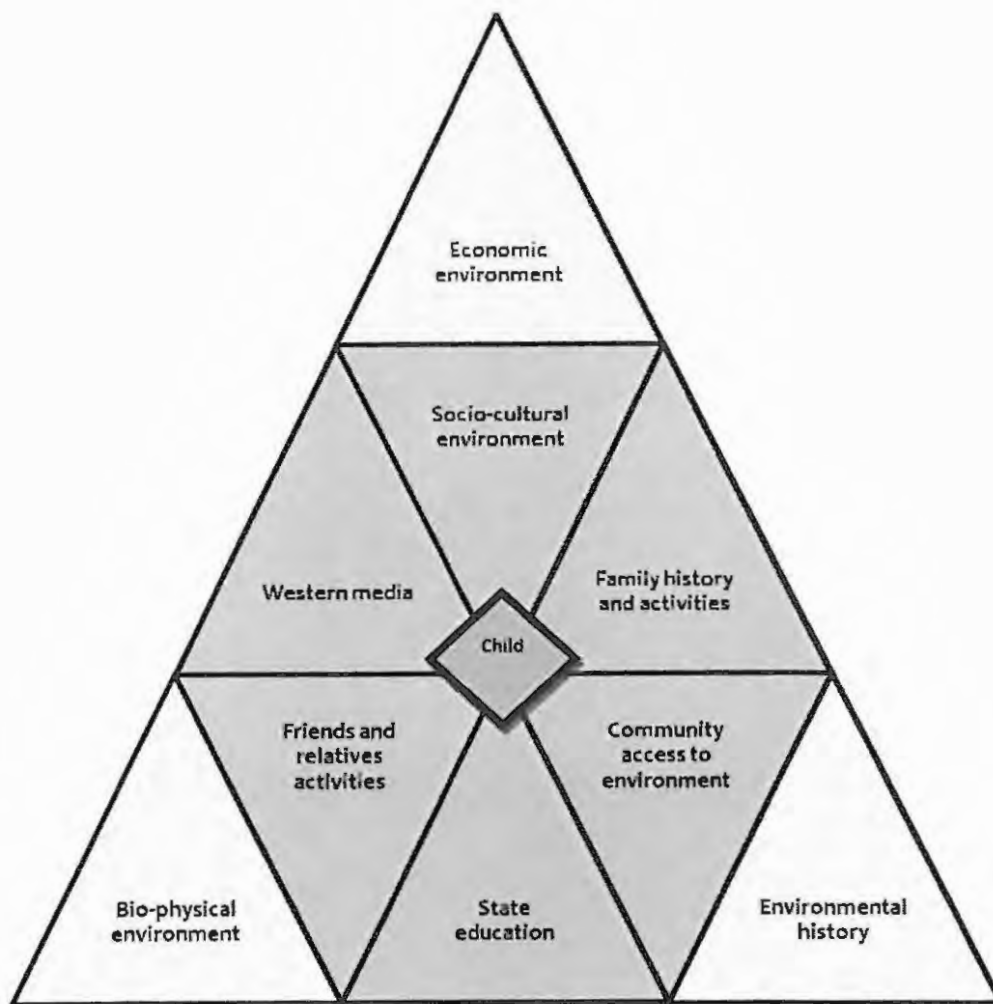 Economic
environment
Socio-cultural
environment
Western media
Family history
and activities
Child
Friends and
relatives
activities
Community
access to
environment
Bio-physical
environment
State
education
Environmental
history